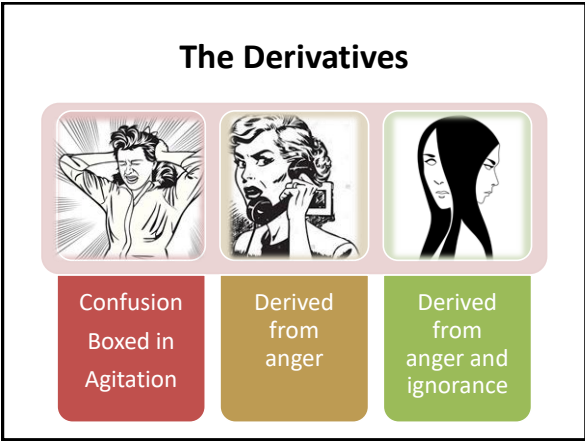 The Derivatives
Confusion
Boxed in
Agitation
Derived
from
anger
Derived
from
anger and
ignorance